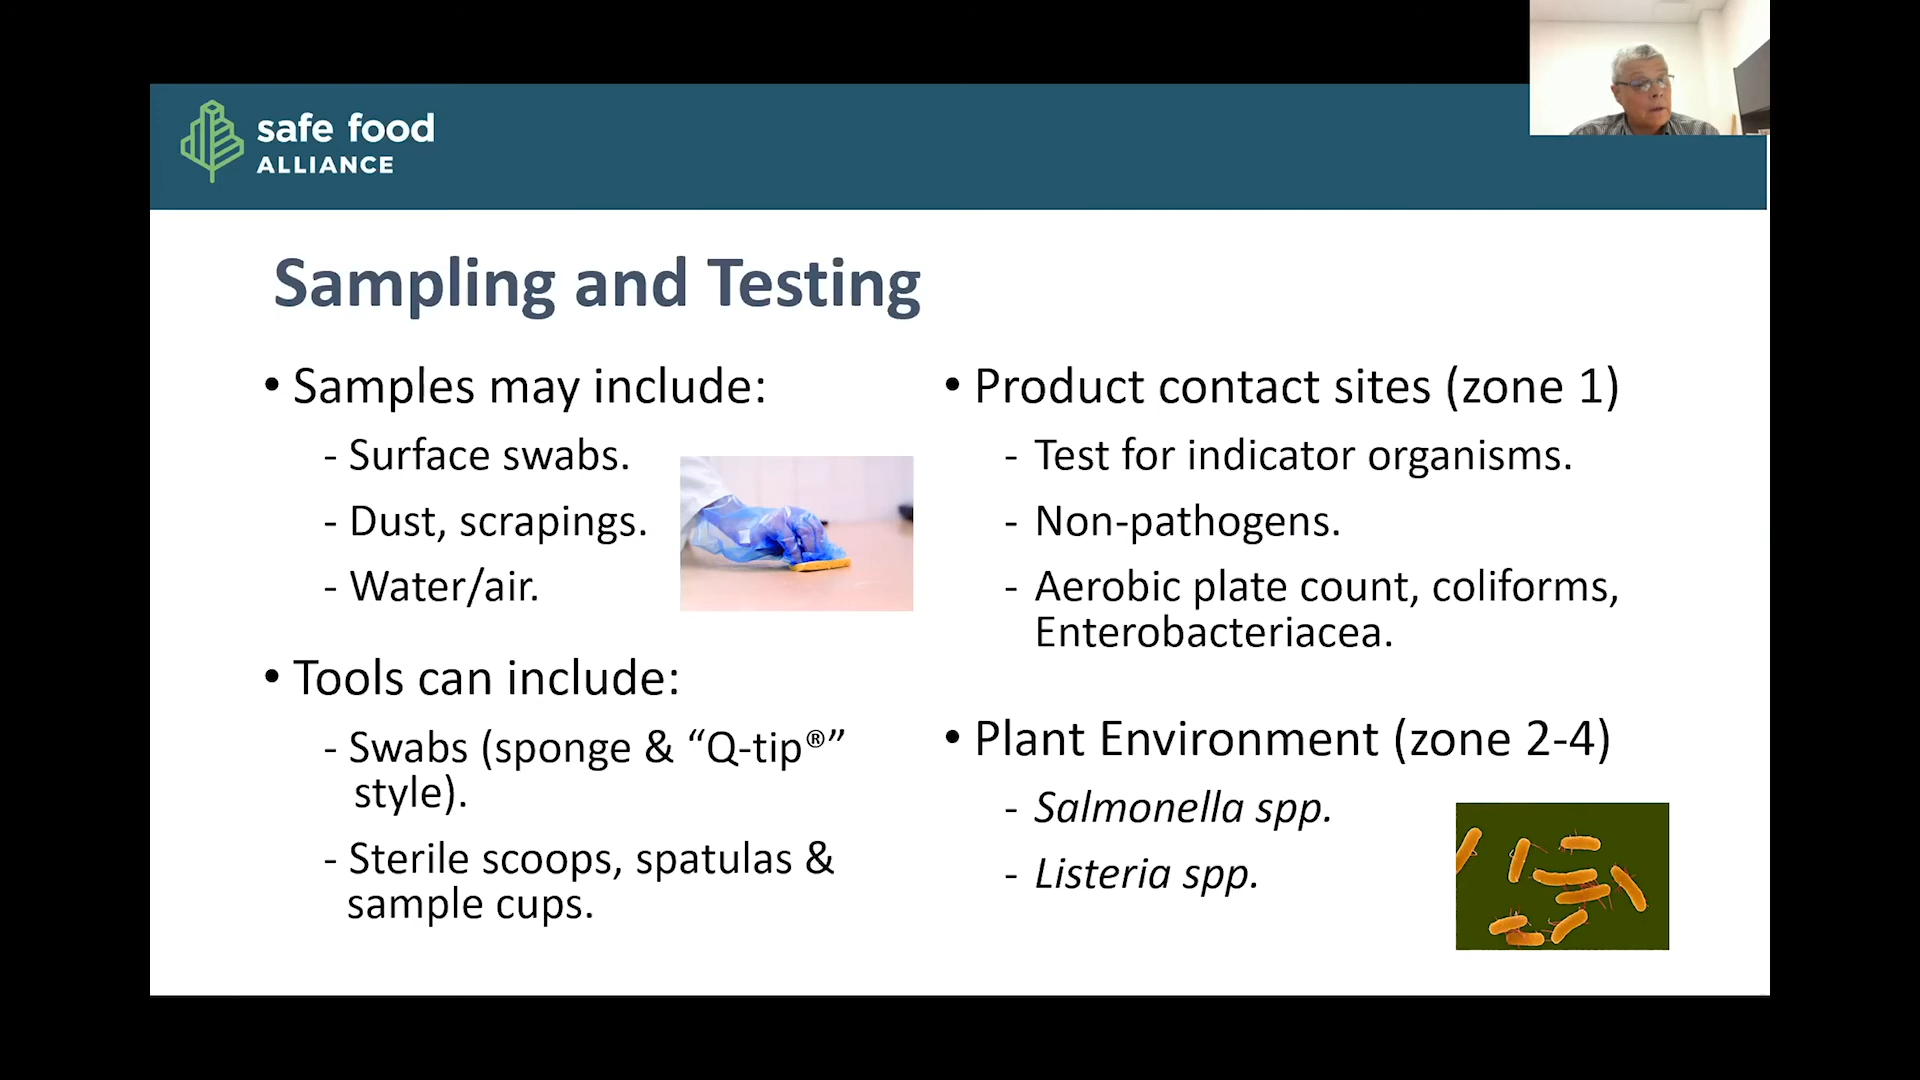 safe food
ALLIANCE
Sampling and Testing
• Samples may include:
- Surface swabs.
- Dust, scrapings.
- Water/air.
• Tools can include:
- Swabs (sponge & “Q-tip®”
style).
- Sterile scoops, spatulas &
sample cups.
• Product contact sites (zone 1)
- Test for indicator organisms.
- Non-pathogens.
- Aerobic plate count, coliforms,
Enterobacteriacea.
• Plant Environment (zone 2-4)
- Salmonella spp.
- Listeria spp.